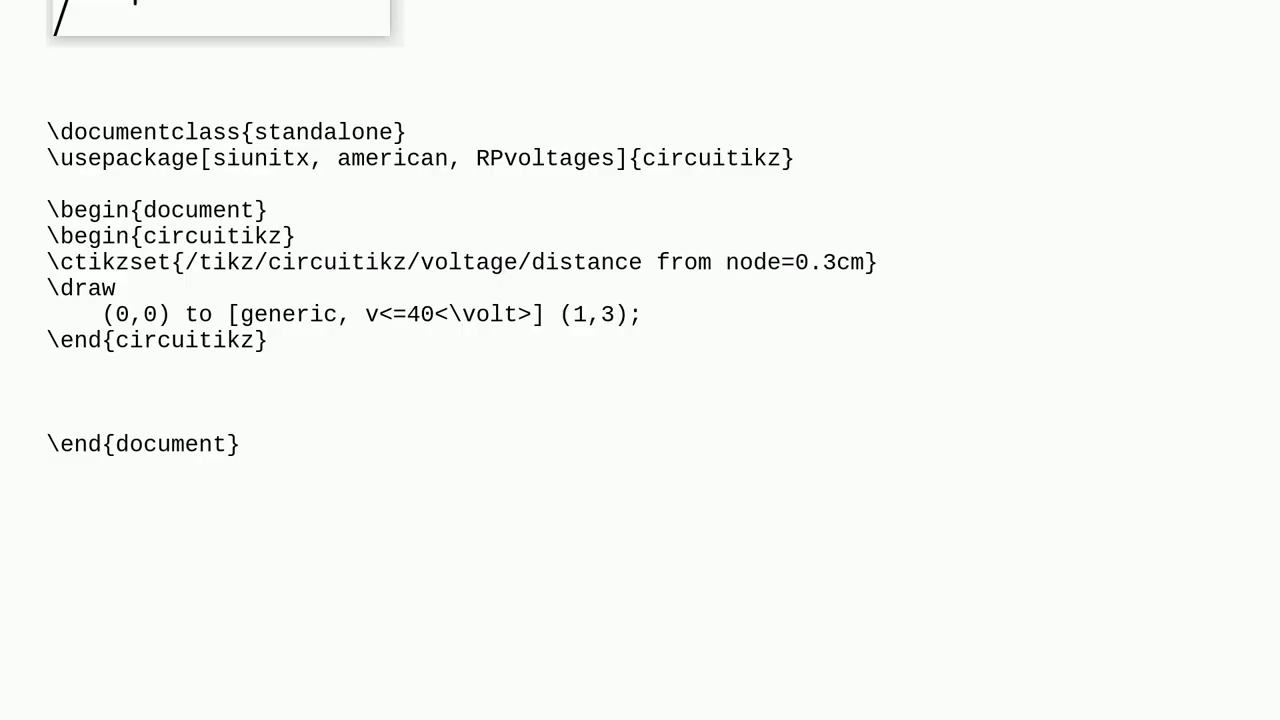 \documentclass{standalone}
\usepackage[siunitx, american, RPvoltages]{circuitikz}
\begin{document}
\begin{circuitikz}
\ctikzset{/tikz/circuitikz/voltage/distance from node=0.3cm}
\draw
    (0,0) to [generic, v<=40<\volt>] (1,3);
\end{circuitikz}
\end{document}